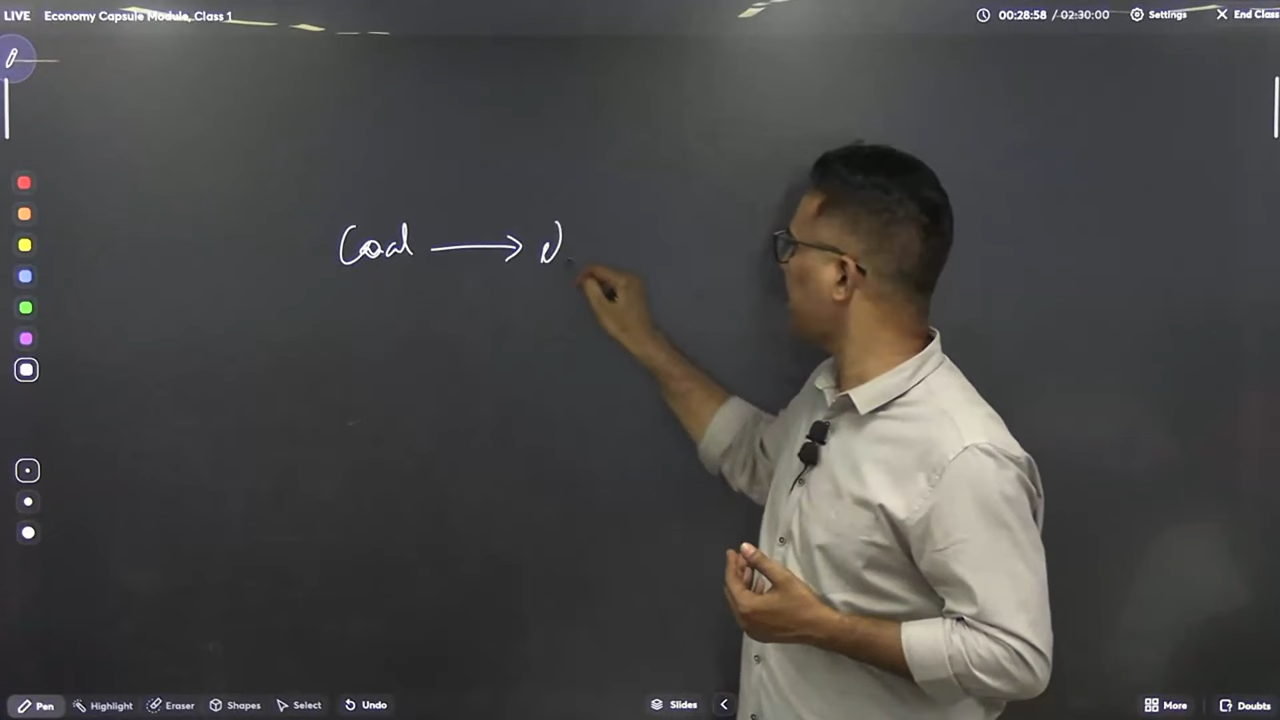 LIVE Economy Capsule Module, Class 1 00:28:58 / 02:30:00 Settings End Class
Coal → N
Pen Highlight Eraser Shapes Select Undo Slides More Doubts